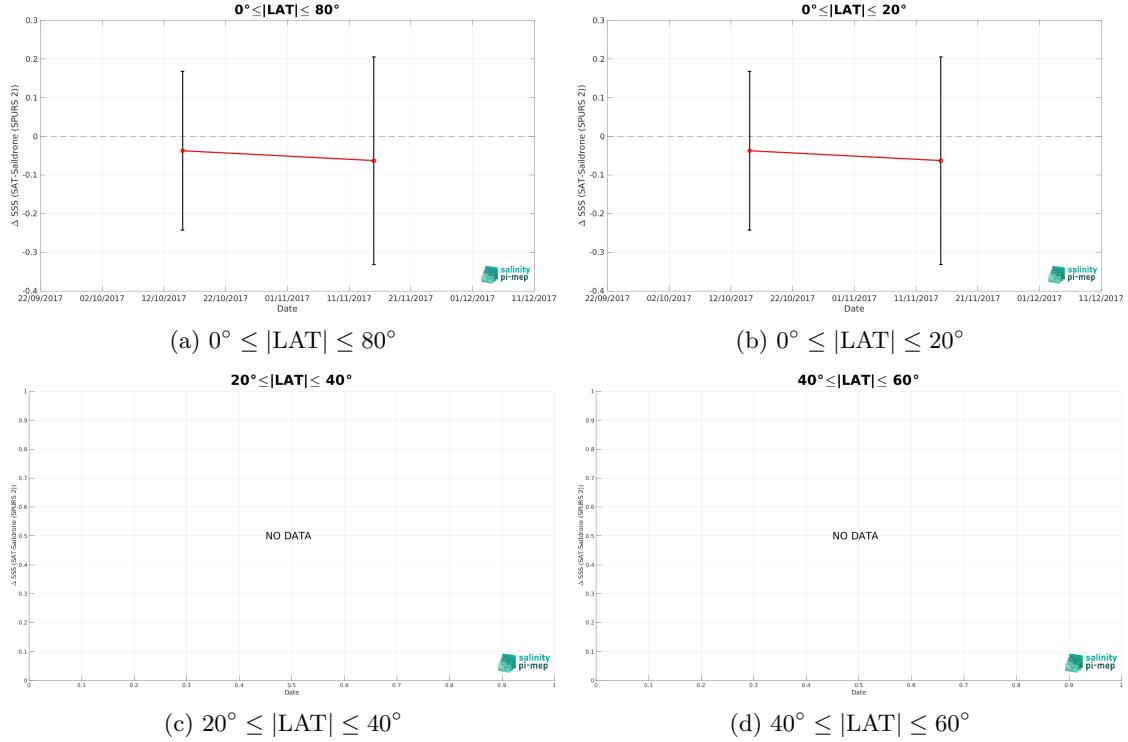 0°≤|LAT|≤ 80°
0.3
0.2
0.1
0
-0.1
-0.2
-0.3
-0.4
Δ SSS (SAT-Saildrone (SPURS 2))
22/09/2017 02/10/2017 12/10/2017 22/10/2017 01/11/2017 11/11/2017 21/11/2017 01/12/2017 11/12/2017
Date
salinity
pi-mep
(a) 0° ≤ |LAT| ≤ 80°
0°≤|LAT|≤ 20°
0.3
0.2
0.1
0
-0.1
-0.2
-0.3
-0.4
Δ SSS (SAT-Saildrone (SPURS 2))
22/09/2017 02/10/2017 12/10/2017 22/10/2017 01/11/2017 11/11/2017 21/11/2017 01/12/2017 11/12/2017
Date
salinity
pi-mep
(b) 0° ≤ |LAT| ≤ 20°
20°≤|LAT|≤ 40°
1
0.9
0.8
0.7
0.6
0.5
0.4
0.3
0.2
0.1
0
Δ SSS (SAT-Saildrone (SPURS 2))
NO DATA
0 0.1 0.2 0.3 0.4 0.5 0.6 0.7 0.8 0.9 1
Date
salinity
pi-mep
(c) 20° ≤ |LAT| ≤ 40°
40°≤|LAT|≤ 60°
1
0.9
0.8
0.7
0.6
0.5
0.4
0.3
0.2
0.1
0
Δ SSS (SAT-Saildrone (SPURS 2))
NO DATA
0 0.1 0.2 0.3 0.4 0.5 0.6 0.7 0.8 0.9 1
Date
salinity
pi-mep
(d) 40° ≤ |LAT| ≤ 60°